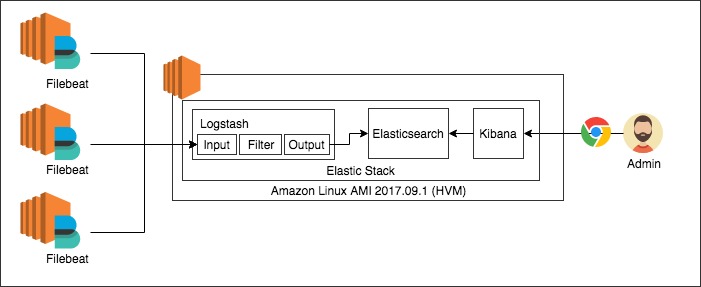 Filebeat
Filebeat
Filebeat
Logstash
Input Filter Output
Elasticsearch
Kibana
Elastic Stack
Amazon Linux AMI 2017.09.1 (HVM)
Admin